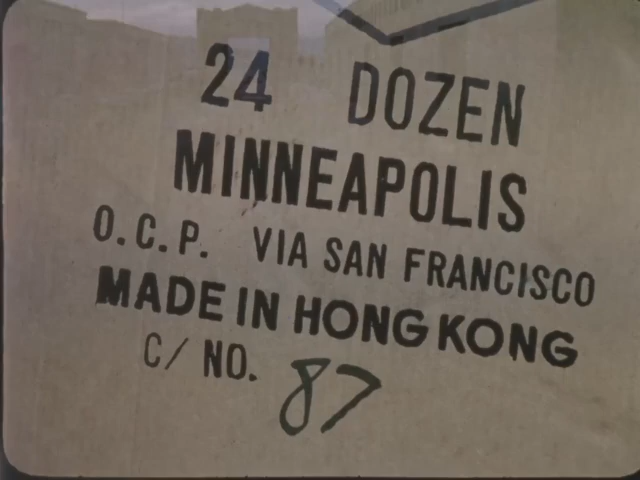 24 DOZEN
MINNEAPOLIS
O.C.P. VIA SAN FRANCISCO
MADE IN HONG KONG
C/ NO. 87